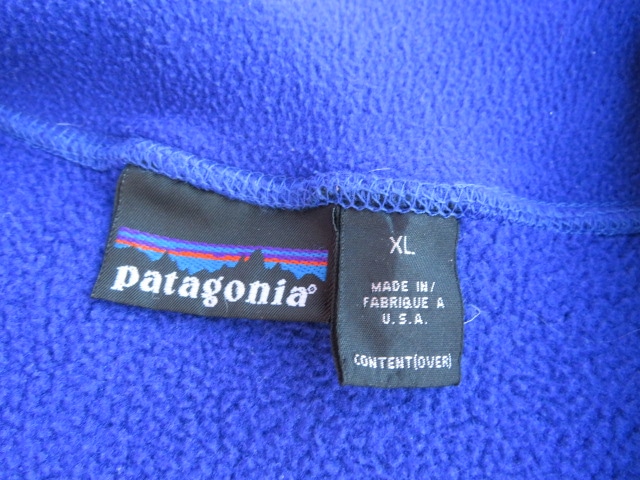 patagonia®
XL
MADE IN/
FABRIQUE A
U.S.A.
CONTENT(OVER)